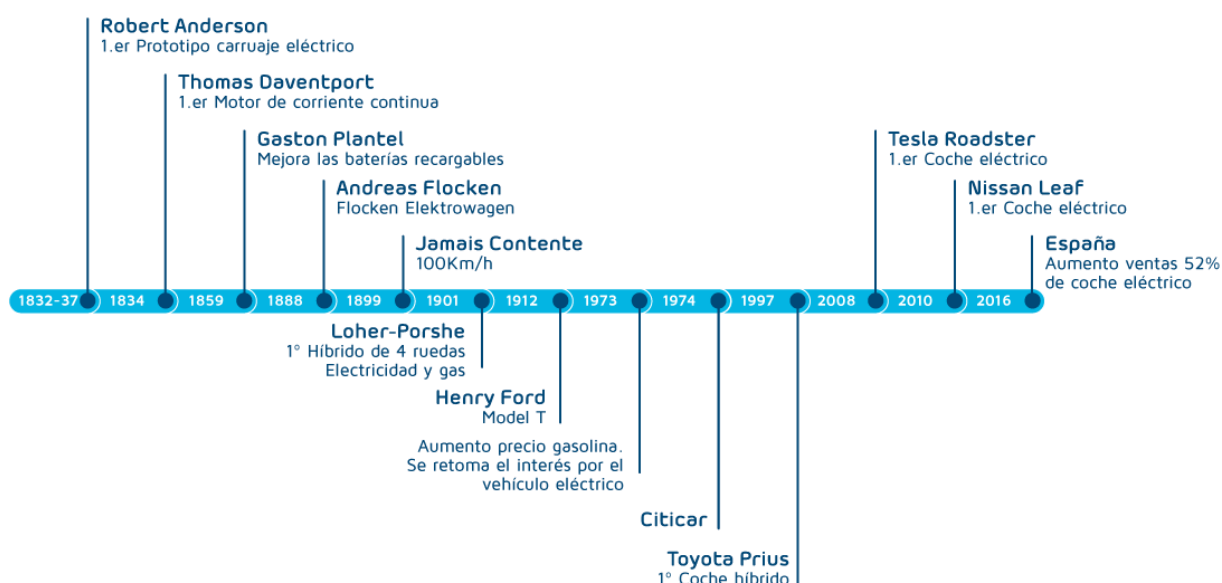 Robert Anderson
1.er Prototipo carruaje eléctrico
Thomas Daventport
1.er Motor de corriente continua
Gaston Plantel
Mejora las baterías recargables
Andreas Flocken
Flocken Elektrowagen
Jamais Contente
100Km/h
Tesla Roadster
1.er Coche eléctrico
Nissan Leaf
1.er Coche eléctrico
España
Aumento ventas 52%
de coche eléctrico
1832-37 1834 1859 1888 1899 1901 1912 1973 1974 1997 2008 2010 2016
Loher-Porshe
1° Híbrido de 4 ruedas
Electricidad y gas
Henry Ford
Model T
Aumento precio gasolina.
Se retoma el interés por el
vehículo eléctrico
Citicar
Toyota Prius
1° Coche híbrido